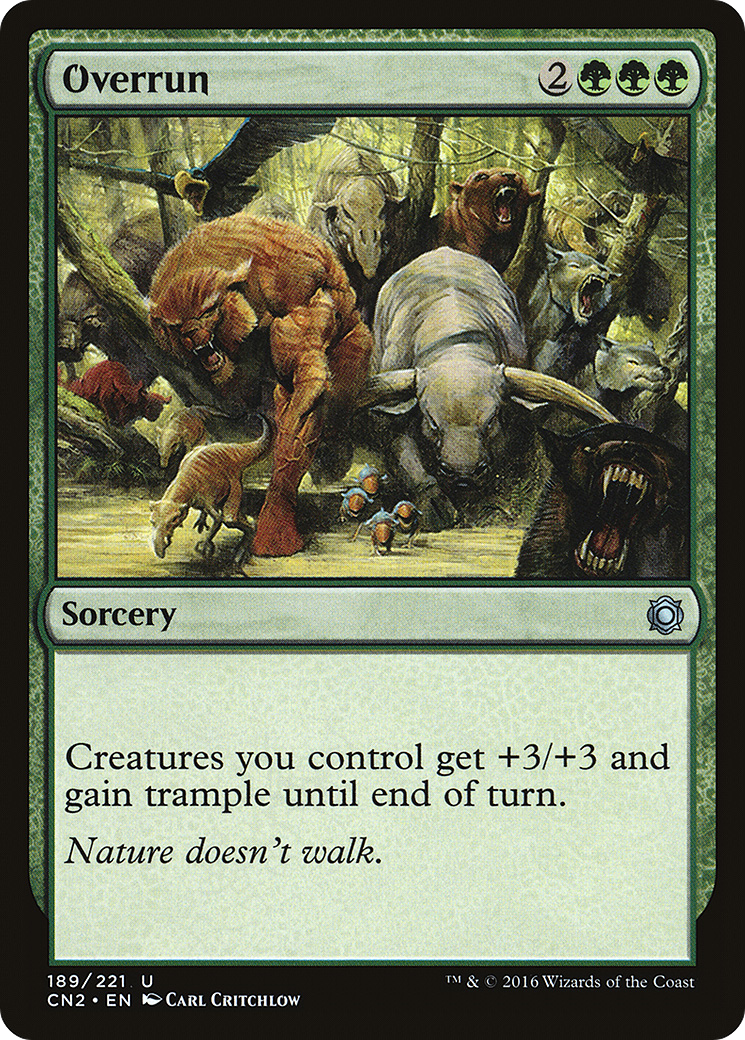 Overrun 2
Sorcery
Creatures you control get +3/+3 and
gain trample until end of turn.
Nature doesn't walk.
189/221 U
™ & © 2016 Wizards of the Coast
CN2 • EN Carl Critchlow